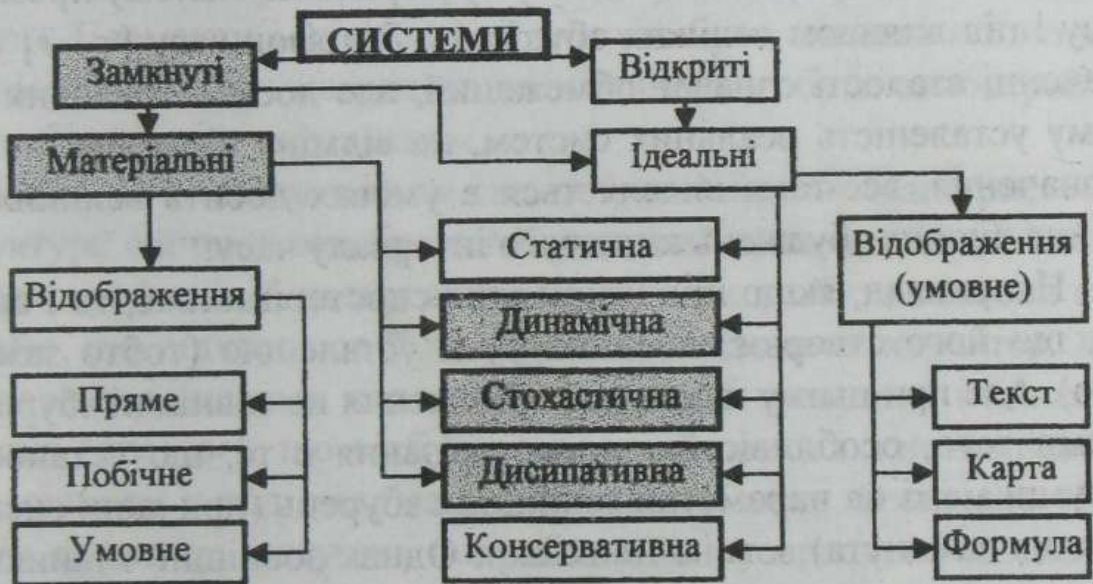 СИСТЕМИ
Замкнуті
Відкриті
Матеріальні
Ідеальні
Статична
Відображення
(умовне)
Відображення
Динамічна
Пряме
Стохастична
Текст
Побічне
Дисипативна
Карта
Умовне
Консервативна
Формула